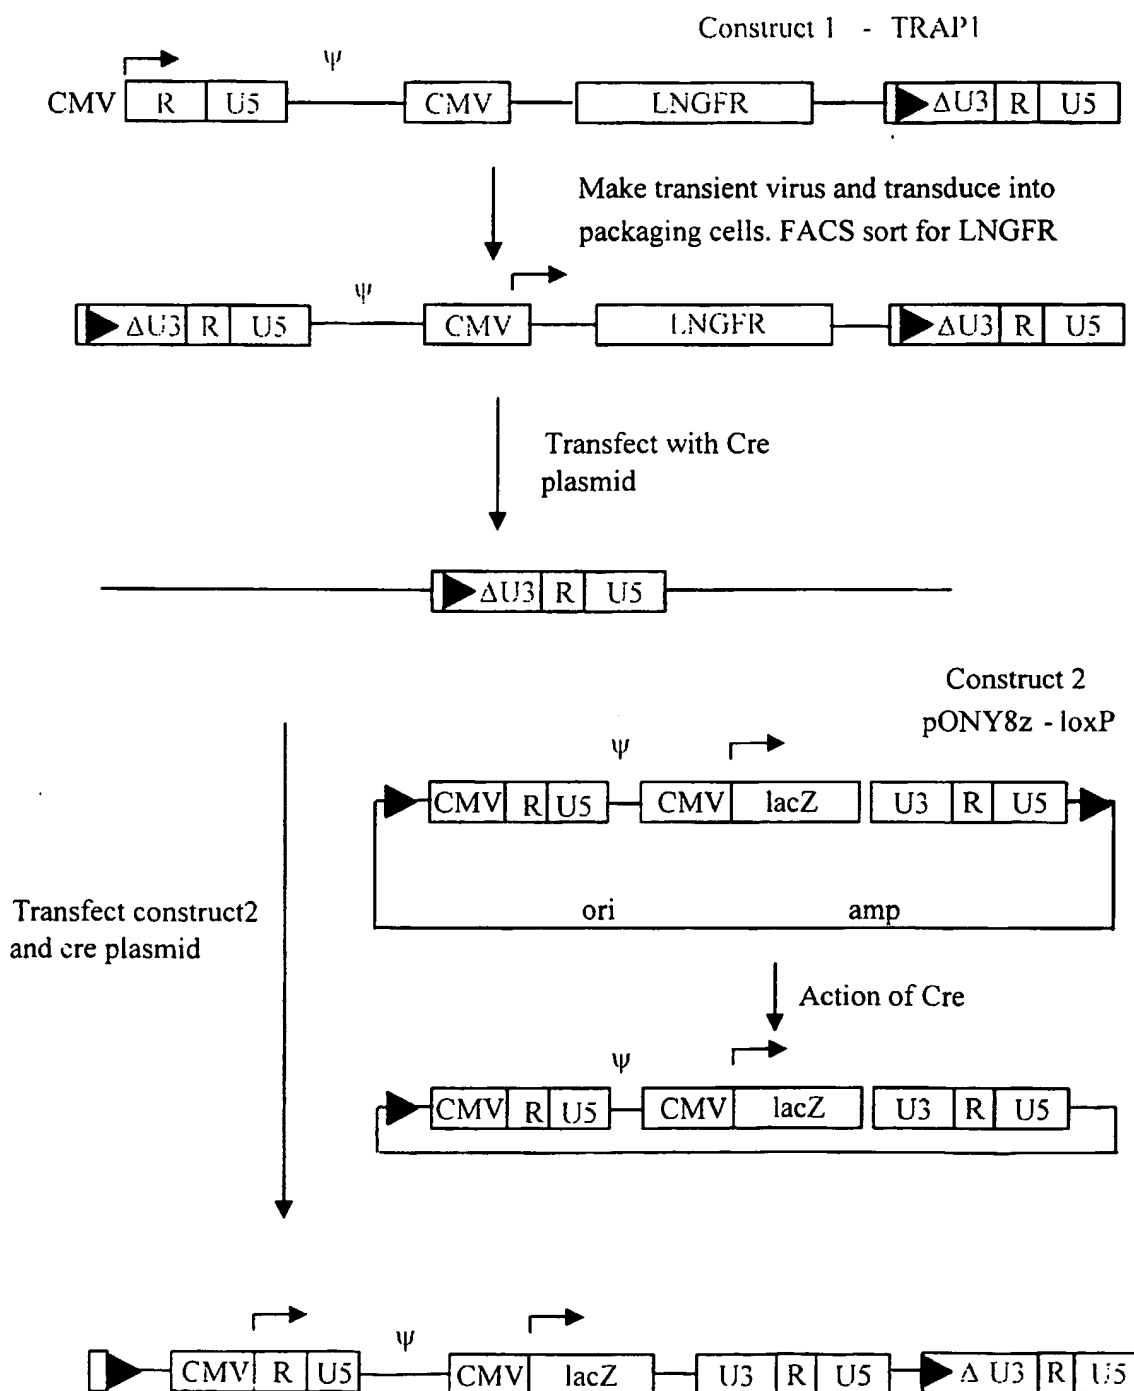 Construct 1 - TRAP1
ψ
CMV R U5 CMV LNGFR ΔU3 R U5
Make transient virus and transduce into
packaging cells. FACS sort for LNGFR
ψ
ΔU3 R U5 CMV LNGFR ΔU3 R U5
Transfect with Cre
plasmid
ΔU3 R U5
Construct 2
pONY8z - loxP
ψ
CMV R U5 CMV lacZ U3 R U5
ori amp
Transfect construct2
and cre plasmid
Action of Cre
ψ
CMV R U5 CMV lacZ U3 R U5
ψ
CMV R U5 CMV lacZ U3 R U5 Δ U3 R U5